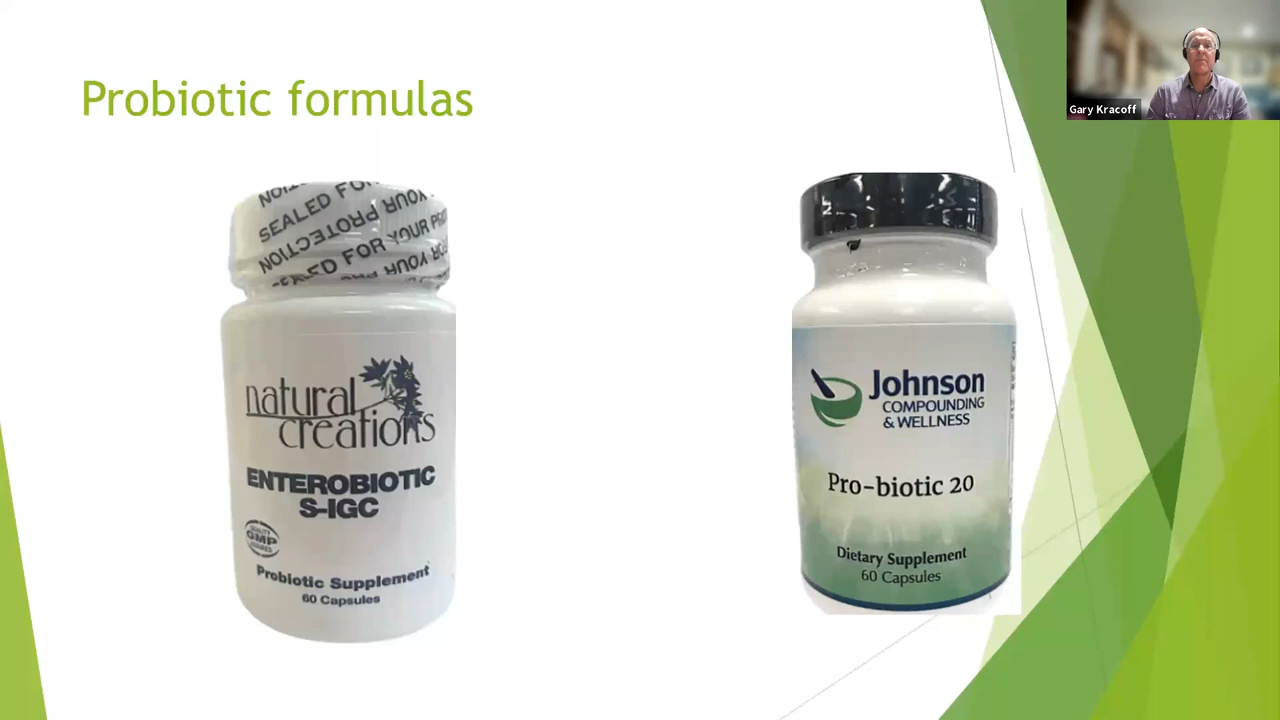 Probiotic formulas
Gary Kracoff
SEALED FOR
YOUR PROTECTION
SEALED FOR YOUR
natural
creations
ENTEROBIOTIC
S-IGC
QUALITY
GMP
Probiotic Supplement
60 Capsules
Johnson
COMPOUNDING
& WELLNESS
Pro-biotic 20
Dietary Supplement
60 Capsules